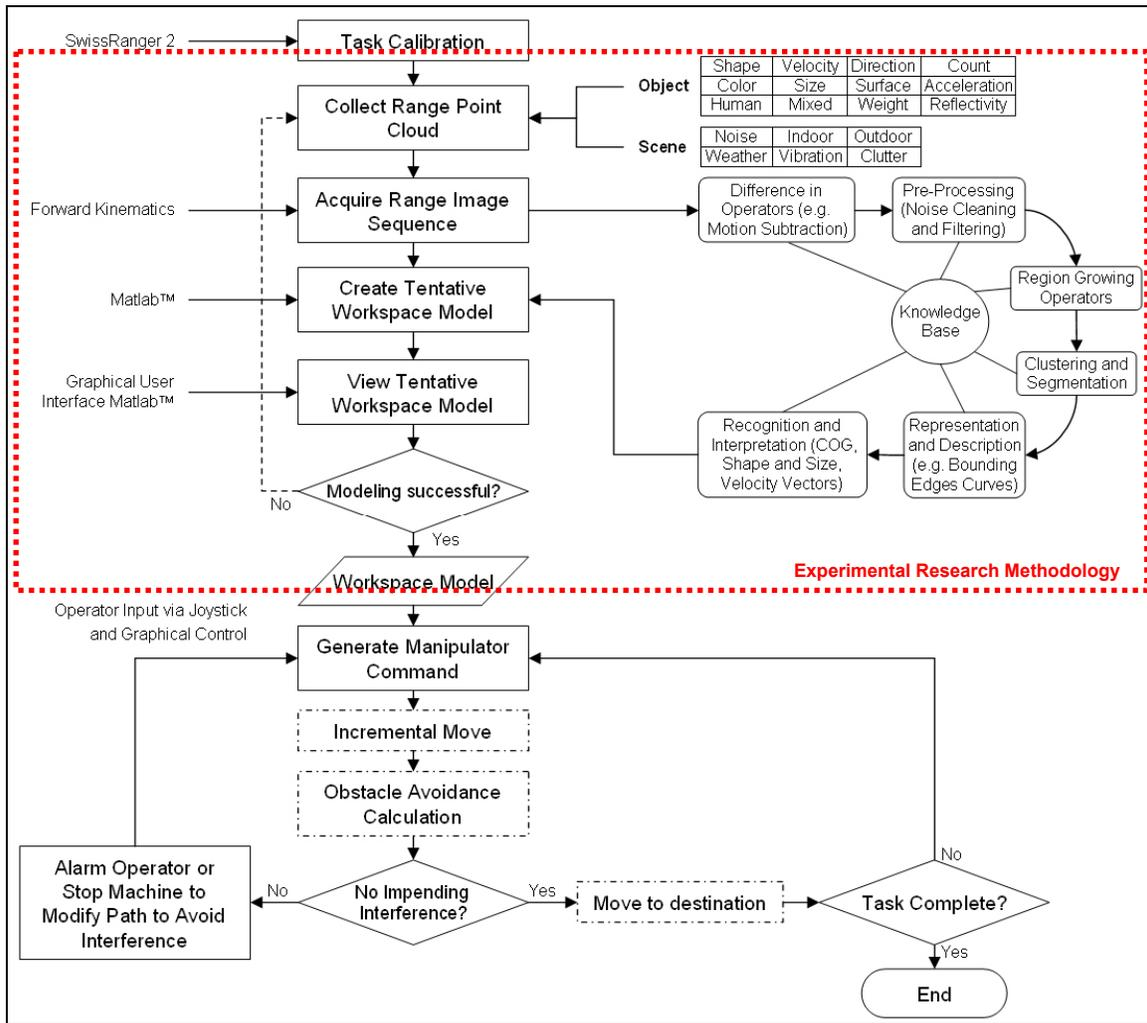 SwissRanger 2
Task Calibration
Collect Range Point
Cloud
Object
Shape Velocity Direction Count
Color Size Surface Acceleration
Human Mixed Weight Reflectivity
Scene
Noise Indoor Outdoor
Weather Vibration Clutter
Forward Kinematics
Acquire Range Image
Sequence
Difference in
Operators (e.g.
Motion Subtraction)
Pre-Processing
(Noise Cleaning
and Filtering)
Region Growing
Operators
Knowledge
Base
Clustering and
Segmentation
Representation
and Description
(e.g. Bounding
Edges Curves)
Recognition and
Interpretation (COG,
Shape and Size,
Velocity Vectors)
Matlab™
Create Tentative
Workspace Model
Graphical User
Interface Matlab™
View Tentative
Workspace Model
Modeling successful?
No
Yes
Workspace Model
Experimental Research Methodology
Operator Input via Joystick
and Graphical Control
Generate Manipulator
Command
Incremental Move
Obstacle Avoidance
Calculation
No Impending
Interference?
No
Alarm Operator or
Stop Machine to
Modify Path to Avoid
Interference
Yes
Move to destination
Task Complete?
No
Yes
End